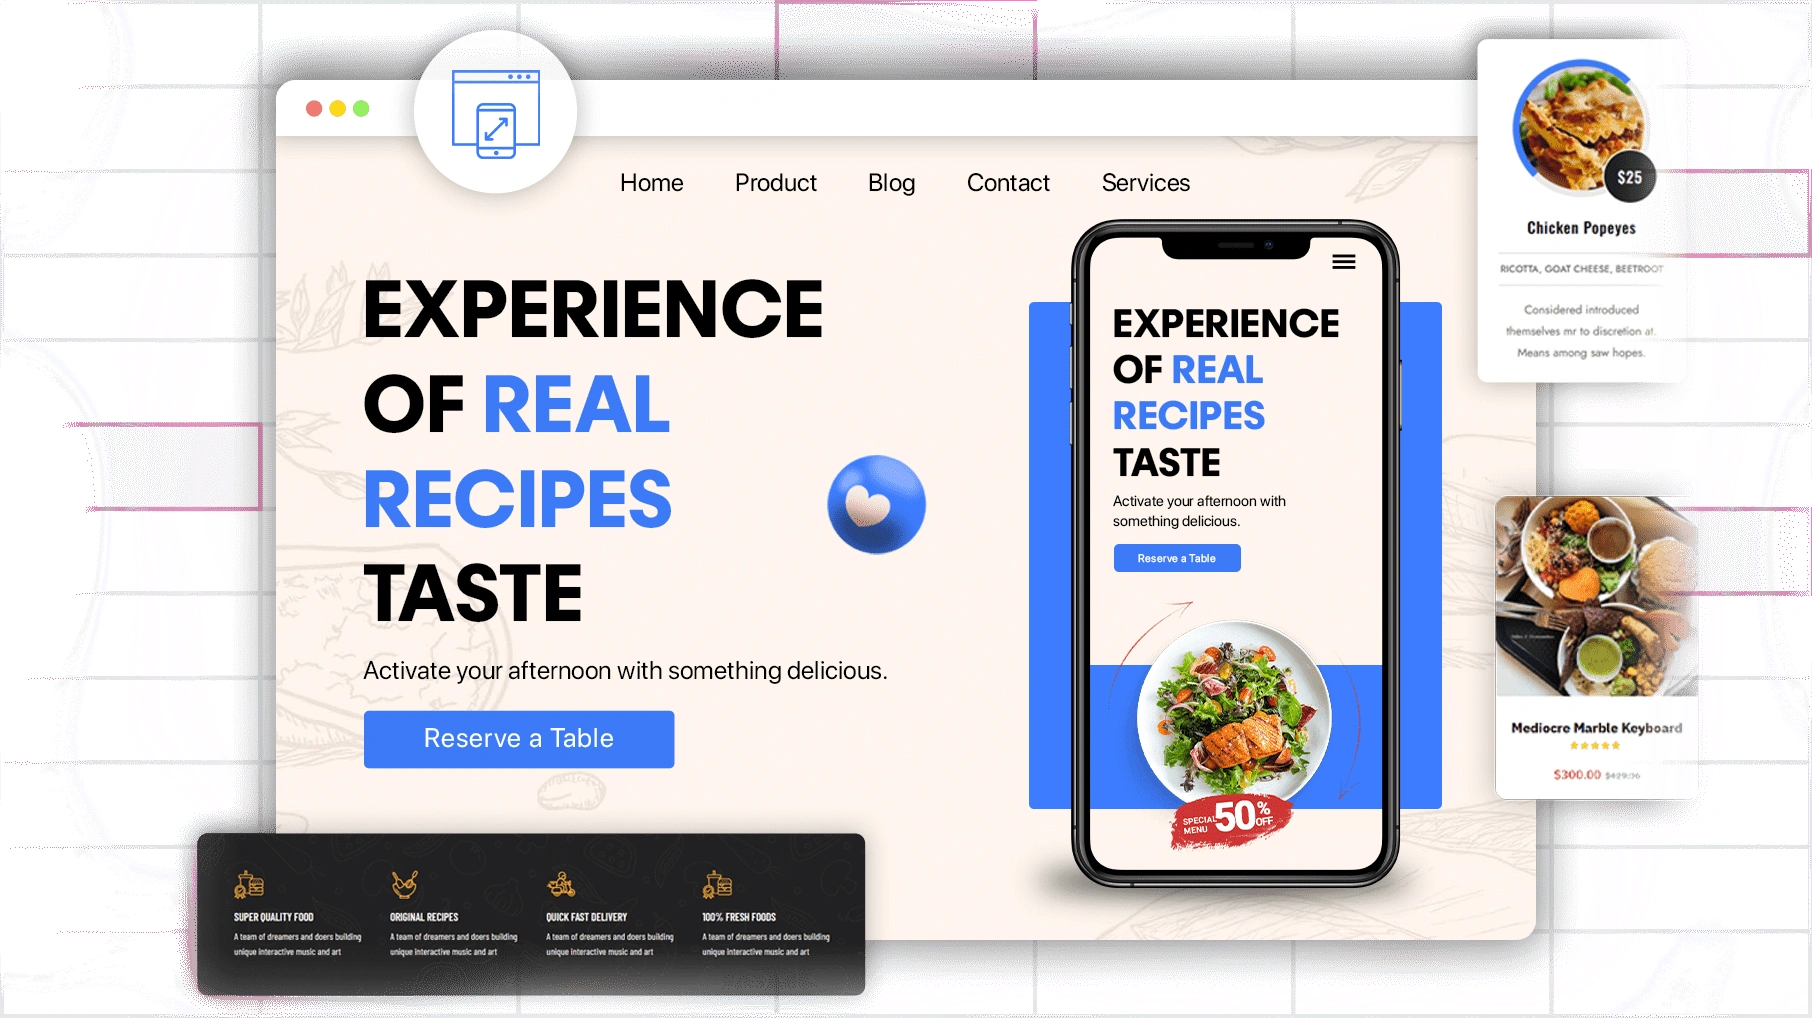 Home Product Blog Contact Services
EXPERIENCE
OF REAL
RECIPES
TASTE
Activate your afternoon with something delicious.
Reserve a Table
EXPERIENCE
OF REAL
RECIPES
TASTE
Activate your afternoon with
something delicious.
Reserve a Table
SPECIAL
MENU
50%
OFF
$25
Chicken Popeyes
RICOTTA, GOAT CHEESE, BEETROOT
Considered introduced
themselves mr to discretion at.
Means among saw hopes.
Mediocre Marble Keyboard
$300.00
SUPER QUALITY FOOD
A team of dreamers and doers building
unique interactive music and art
ORIGINAL RECIPES
A team of dreamers and doers building
unique interactive music and art
QUICK FAST DELIVERY
A team of dreamers and doers building
unique interactive music and art
100% FRESH FOODS
A team of dreamers and doers building
unique interactive music and art